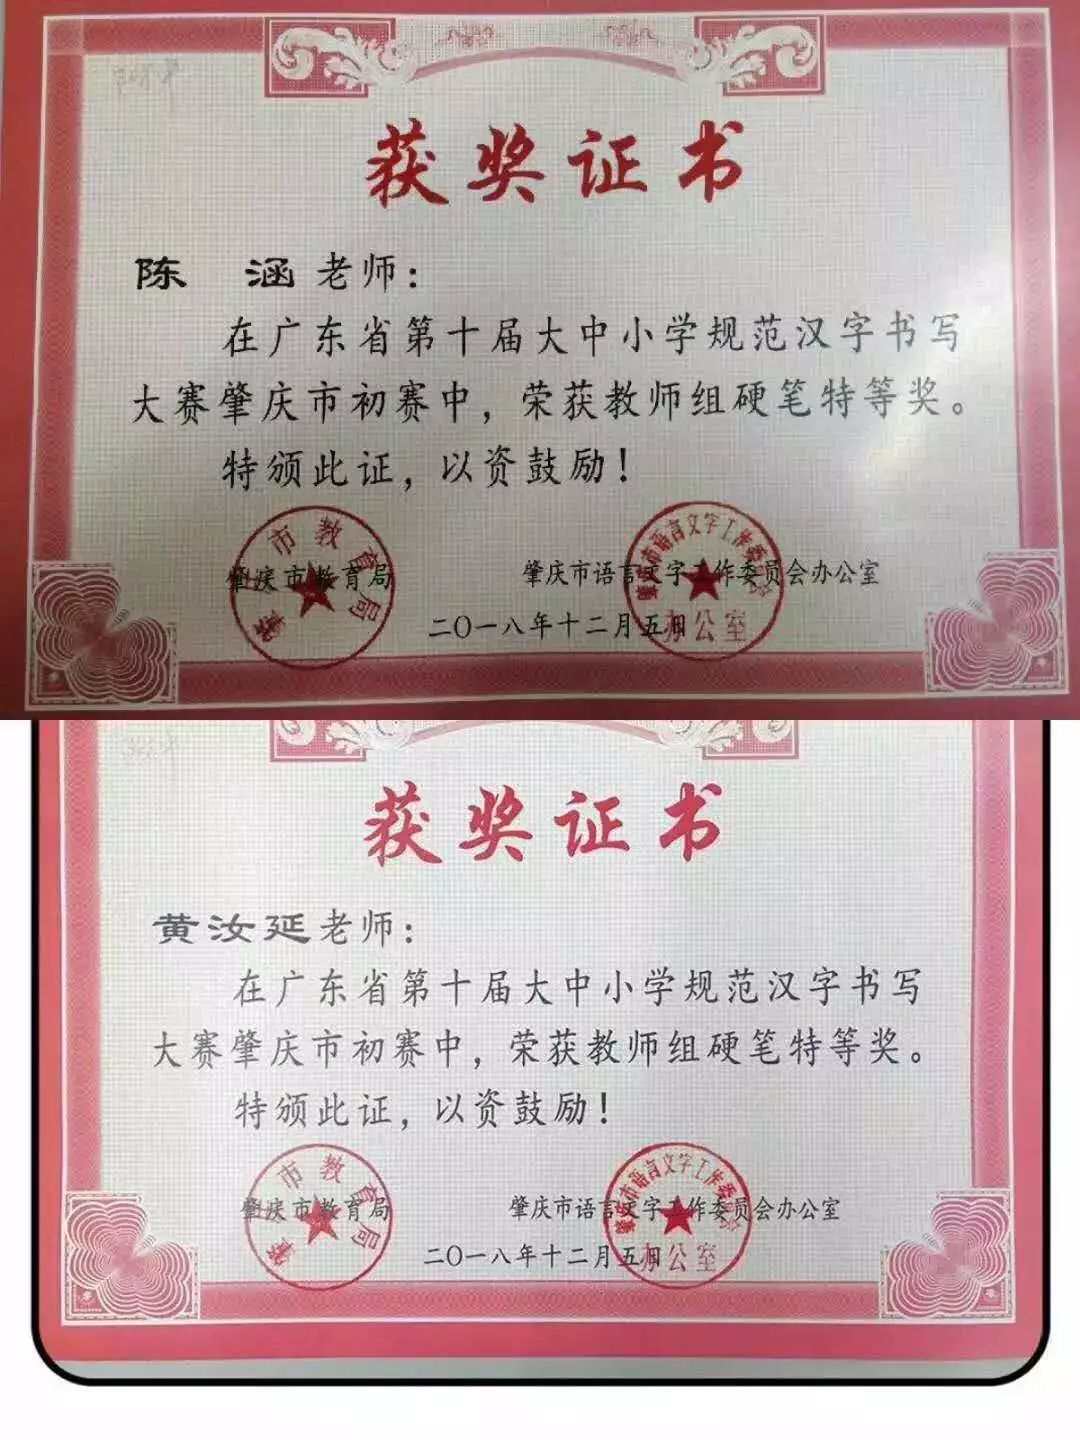 获奖证书
陈 涵 老师：
在广东省第十届大中小学规范汉字书写
大赛肇庆市初赛中，荣获教师组硬笔特等奖。
特颁此证，以资鼓励！
肇庆市教育局 肇庆市语言文字工作委员会办公室
二〇一八年十二月五日
办公室
获奖证书
黄汝延老师：
在广东省第十届大中小学规范汉字书写
大赛肇庆市初赛中，荣获教师组硬笔特等奖。
特颁此证，以资鼓励！
肇庆市教育局 肇庆市语言文字工作委员会办公室
二〇一八年十二月五日
办公室